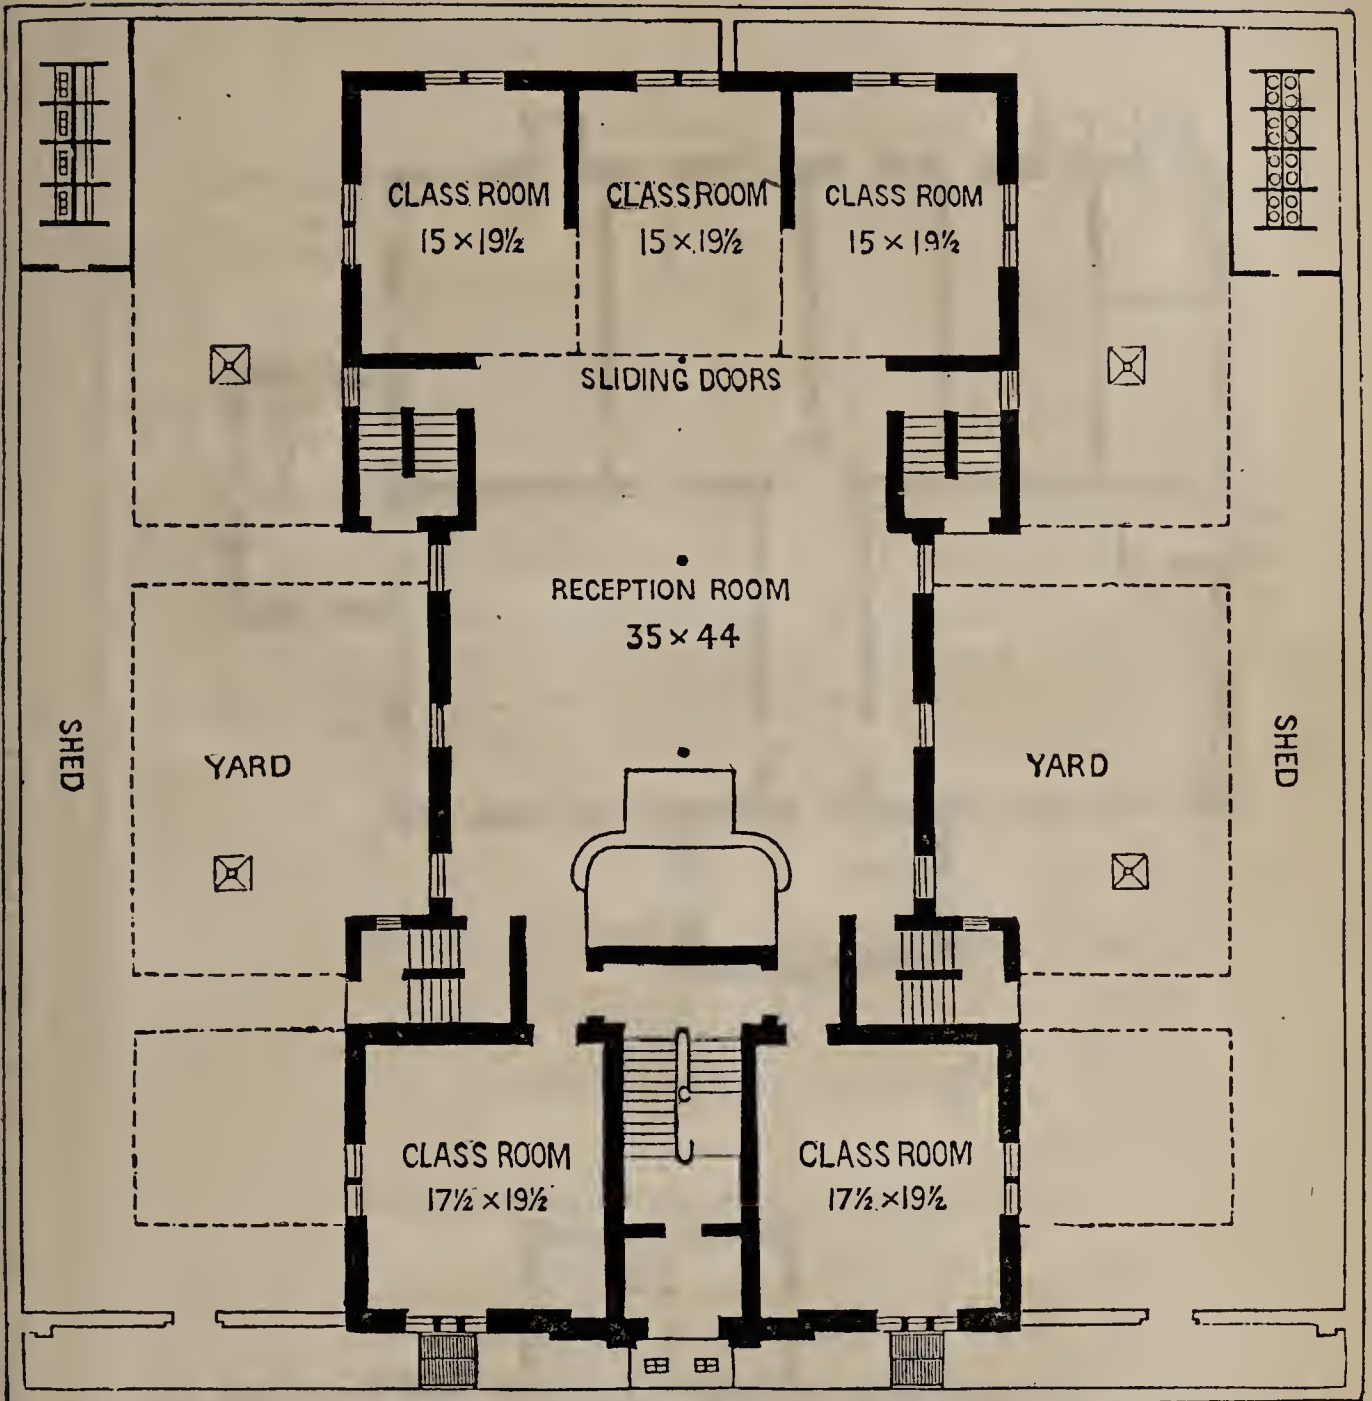 CLASS ROOM
15 × 19½
CLASS ROOM
15 × 19½
CLASS ROOM
15 × 19½
SLIDING DOORS
RECEPTION ROOM
35 × 44
SHED
YARD
YARD
SHED
CLASS ROOM
17½ × 19½
CLASS ROOM
17½ × 19½